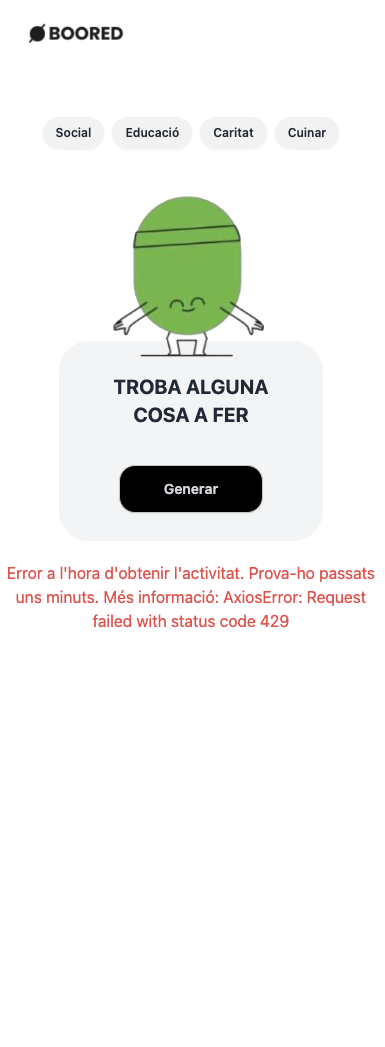 BOORED
Social Educació Caritat Cuinar
TROBA ALGUNA
COSA A FER
Generar
Error a l'hora d'obtenir l'activitat. Prova-ho passats
uns minuts. Més informació: AxiosError: Request
failed with status code 429